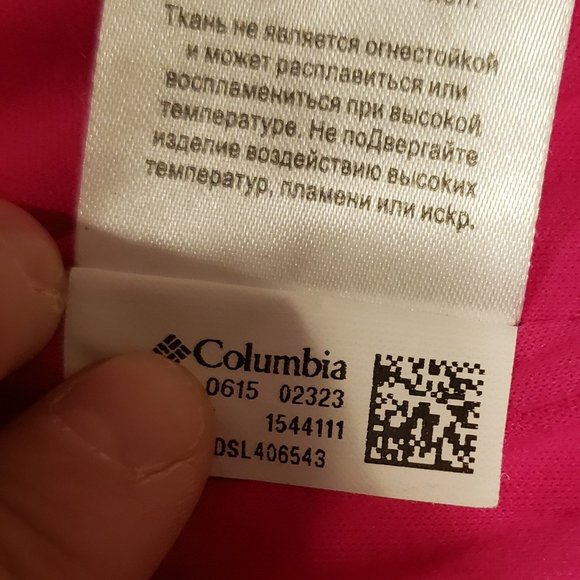 Ткань не является огнестойкой
и может расплавиться или
воспламениться при высокой
температуре. Не поДвергайте
изделие воздействию высоких
температур, пламени или искр.
Columbia
0615 02323
1544111
DSL406543